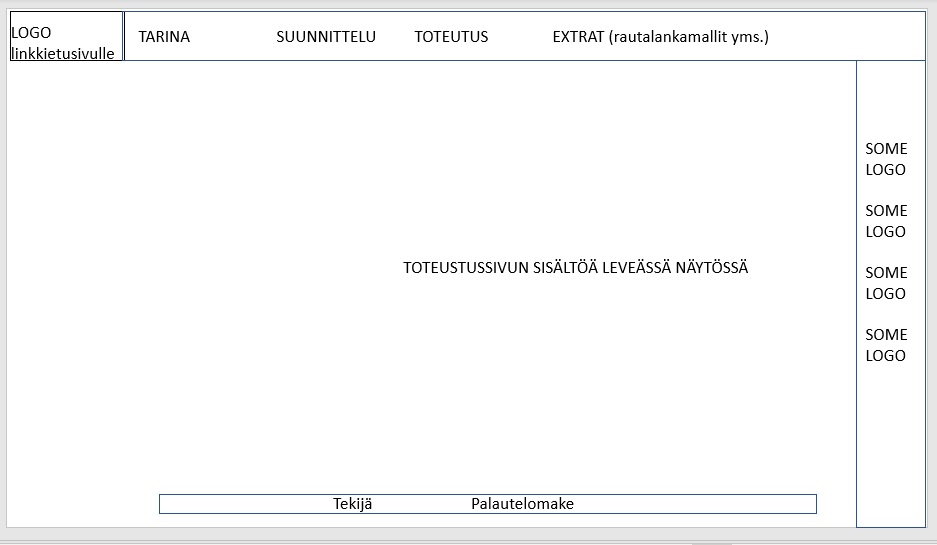 LOGO
linkkietusivulle
TARINA SUUNNITTELU TOTEUTUS EXTRAT (rautalankamallit yms.)
SOME
LOGO
SOME
LOGO
SOME
LOGO
SOME
LOGO
TOTEUSTUSSIVUN SISÄLTÖÄ LEVEÄSSÄ NÄYTÖSSÄ
Tekijä Palautelomake